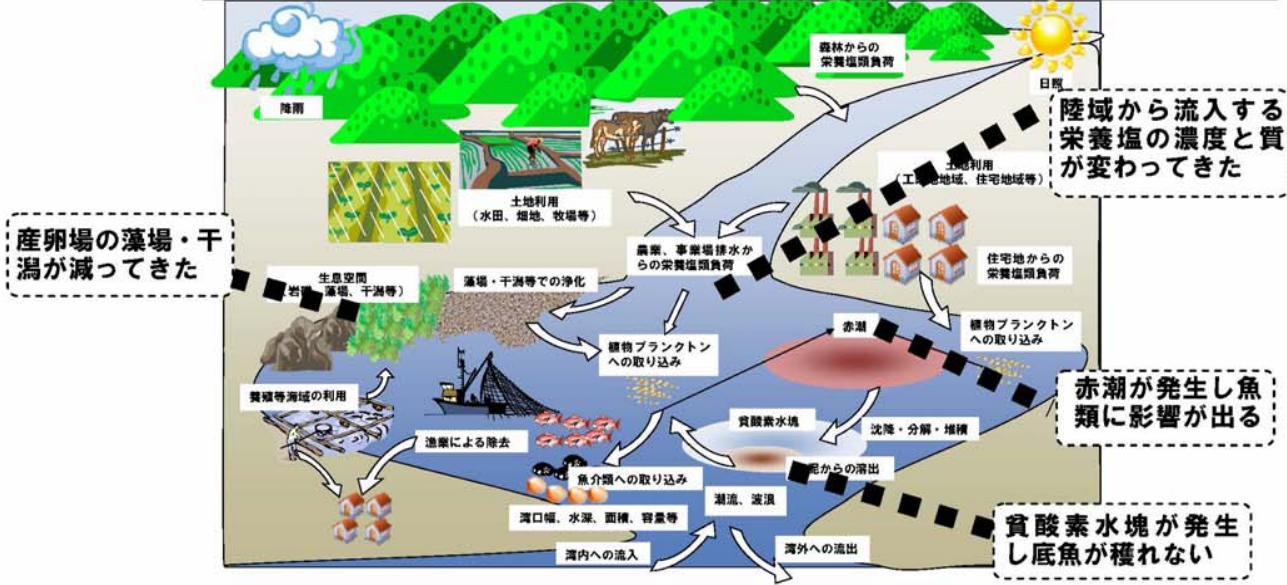 森林からの
栄養塩類負荷
降雨
日照
陸域から流入する
栄養塩の濃度と質
が変わってきた
土地利用
(水田、畑地、牧場等)
土地利用
住宅地域等)
農業、事業場排水か
らの栄養塩類負荷
住宅地からの
栄養塩類負荷
産卵場の藻場・干
潟が減ってきた
生息空間
藻場、干潟等)
藻場・干潟等での浄化
植物プランクトン
への取り込み
赤潮
植物プランクトン
への取り込み
養殖等海域の利用
赤潮が発生し魚
類に影響が出る
貧酸素水塊
沈降・分解・堆積
漁業による除去
泥からの溶出
魚介類への取り込み
潮流、波浪
湾口幅、水深、面積、容量等
貧酸素水塊が発生
し底魚が穫れない
湾内への流入
湾外への流出